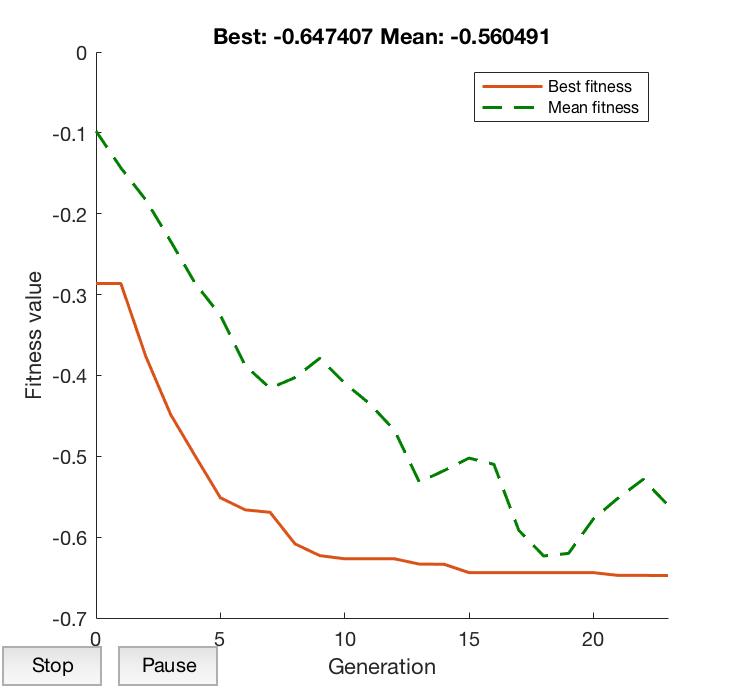 Best: -0.647407 Mean: -0.560491
Best fitness
Mean fitness
0
-0.1
-0.2
-0.3
-0.4
-0.5
-0.6
-0.7
Fitness value
0 5 10 15 20
Generation
Stop Pause